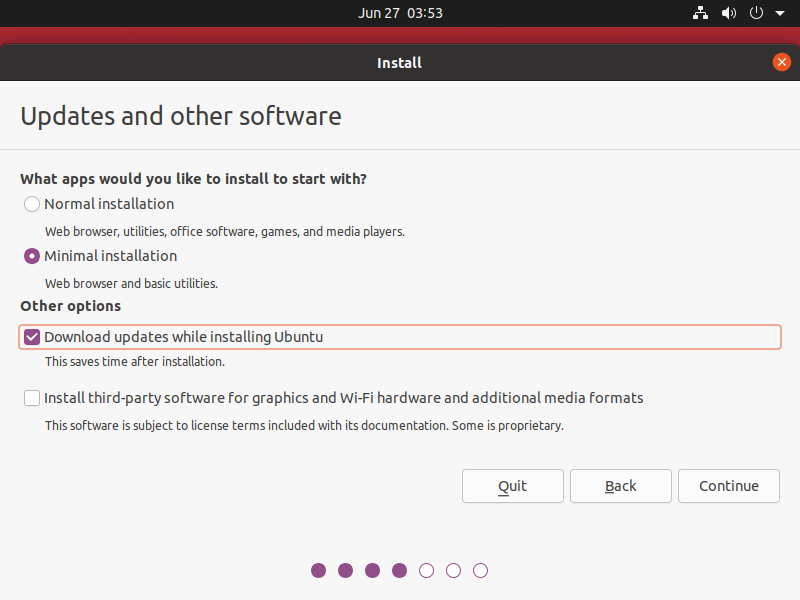 Jun 27 03:53
Install
Updates and other software
What apps would you like to install to start with?
Normal installation
Web browser, utilities, office software, games, and media players.
Minimal installation
Web browser and basic utilities.
Other options
Download updates while installing Ubuntu
This saves time after installation.
Install third-party software for graphics and Wi-Fi hardware and additional media formats
This software is subject to license terms included with its documentation. Some is proprietary.
Quit Back Continue